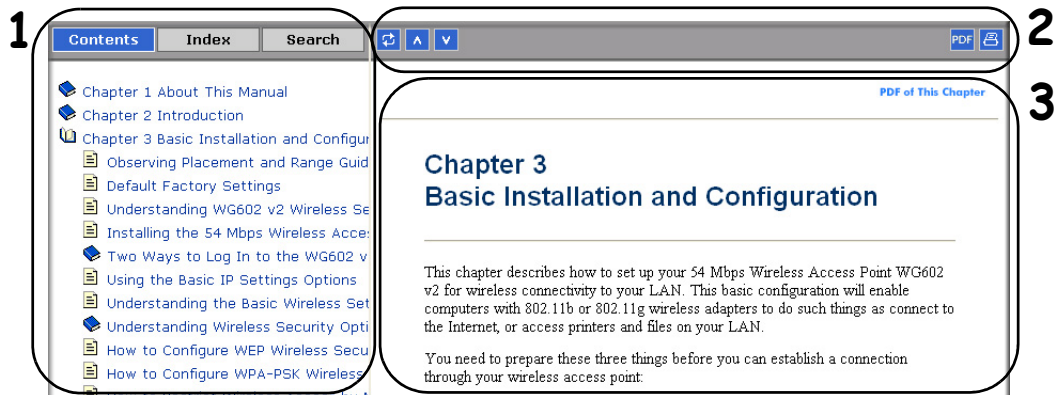 1
Contents Index Search
Chapter 1 About This Manual
Chapter 2 Introduction
Chapter 3 Basic Installation and Configur
Observing Placement and Range Guid
Default Factory Settings
Understanding WG602 v2 Wireless Se
Installing the 54 Mbps Wireless Acce
Two Ways to Log In to the WG602 v
Using the Basic IP Settings Options
Understanding the Basic Wireless Set
Understanding Wireless Security Opti
How to Configure WEP Wireless Secu
How to Configure WPA-PSK Wireless
2
PDF
3
PDF of This Chapter
Chapter 3
Basic Installation and Configuration
This chapter describes how to set up your 54 Mbps Wireless Access Point WG602
v2 for wireless connectivity to your LAN. This basic configuration will enable
computers with 802.11b or 802.11g wireless adapters to do such things as connect to
the Internet, or access printers and files on your LAN.
You need to prepare these three things before you can establish a connection
through your wireless access point: